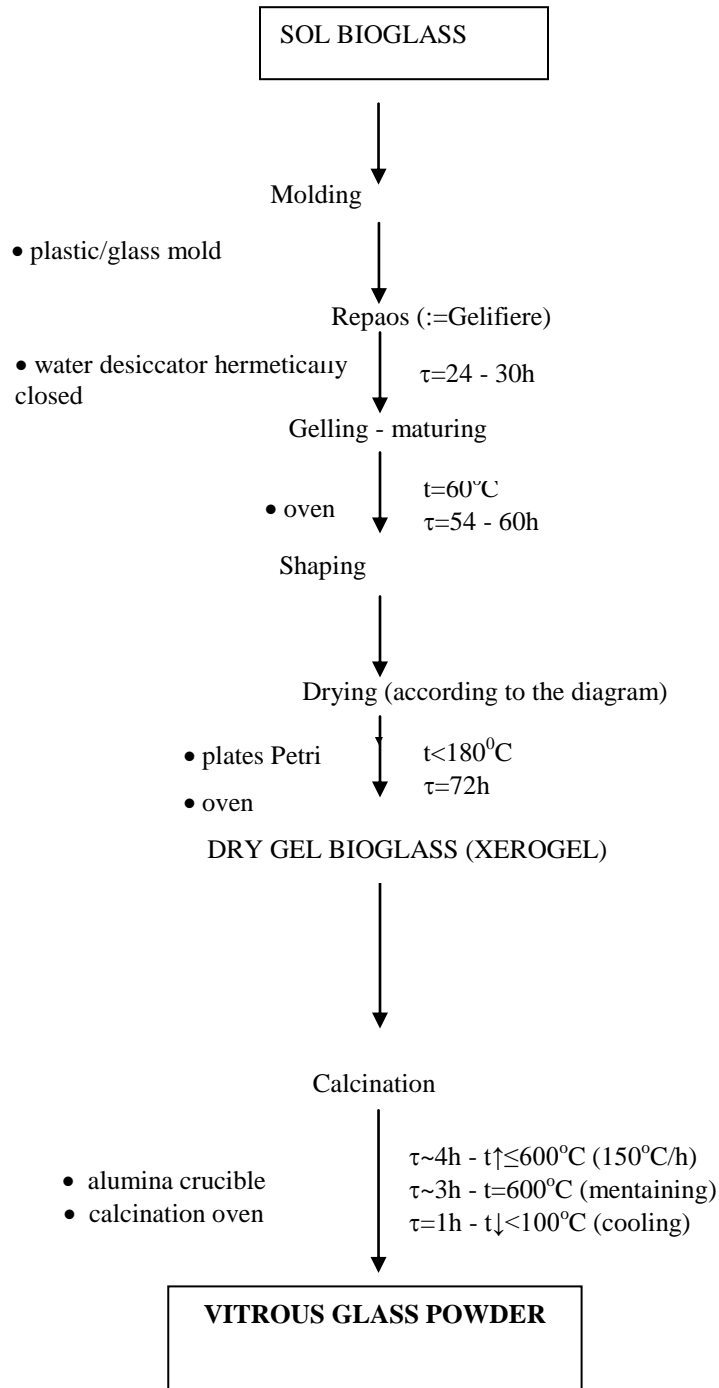 SOL BIOGLASS
Molding
• plastic/glass mold
Repaos (:=Gelifiere)
• water desiccator hermetically
closed
τ=24 - 30h
Gelling - maturing
• oven
t=60°C
τ=54 - 60h
Shaping
Drying (according to the diagram)
• plates Petri
• oven
t<180⁰C
τ=72h
DRY GEL BIOGLASS (XEROGEL)
Calcination
• alumina crucible
• calcination oven
τ~4h - t↑≤600°C (150°C/h)
τ~3h - t=600°C (mentaining)
τ=1h - t↓<100°C (cooling)
VITROUS GLASS POWDER